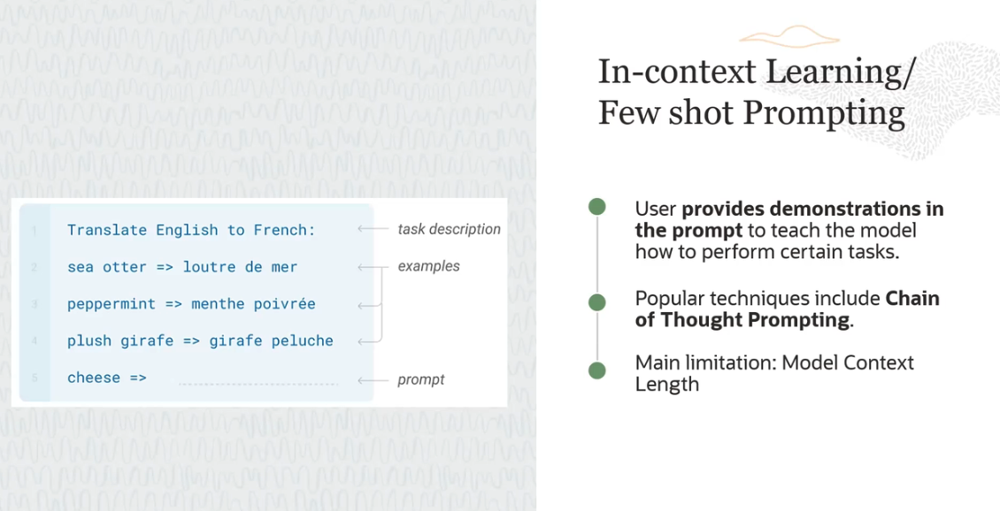 In-context Learning/
Few shot Prompting
1 Translate English to French: task description
2 sea otter => loutre de mer examples
3 peppermint => menthe poivrée
4 plush girafe => girafe peluche
5 cheese => prompt
User provides demonstrations in
the prompt to teach the model
how to perform certain tasks.
Popular techniques include Chain
of Thought Prompting.
Main limitation: Model Context
Length